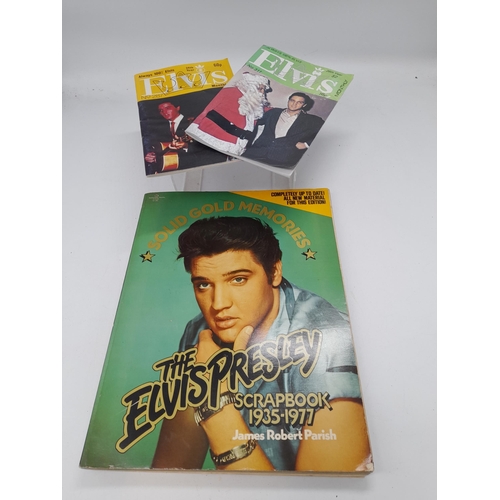 Elvis
Elvis
COMPLETELY UP TO DATE!
ALL NEW MATERIAL
FOR THIS EDITION!
SOLID GOLD MEMORIES
THE
ELVIS PRESLEY
SCRAPBOOK
1935-1977
James Robert Parish